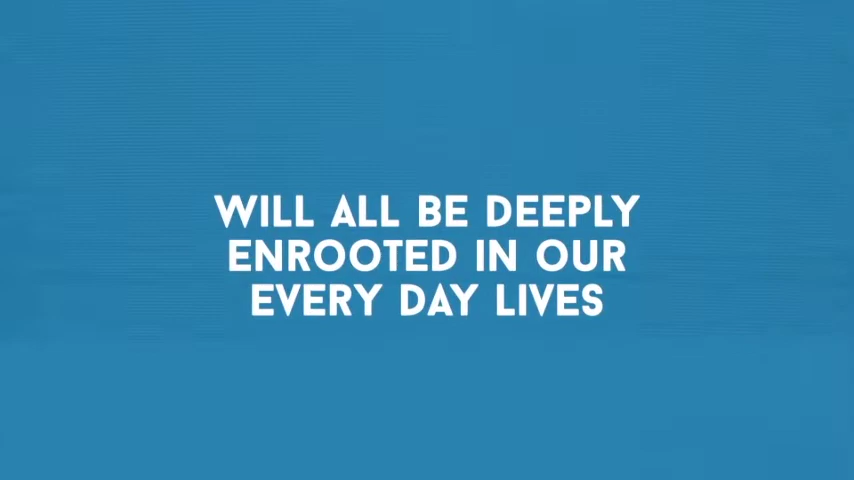 WILL ALL BE DEEPLY
ENROOTED IN OUR
EVERY DAY LIVES